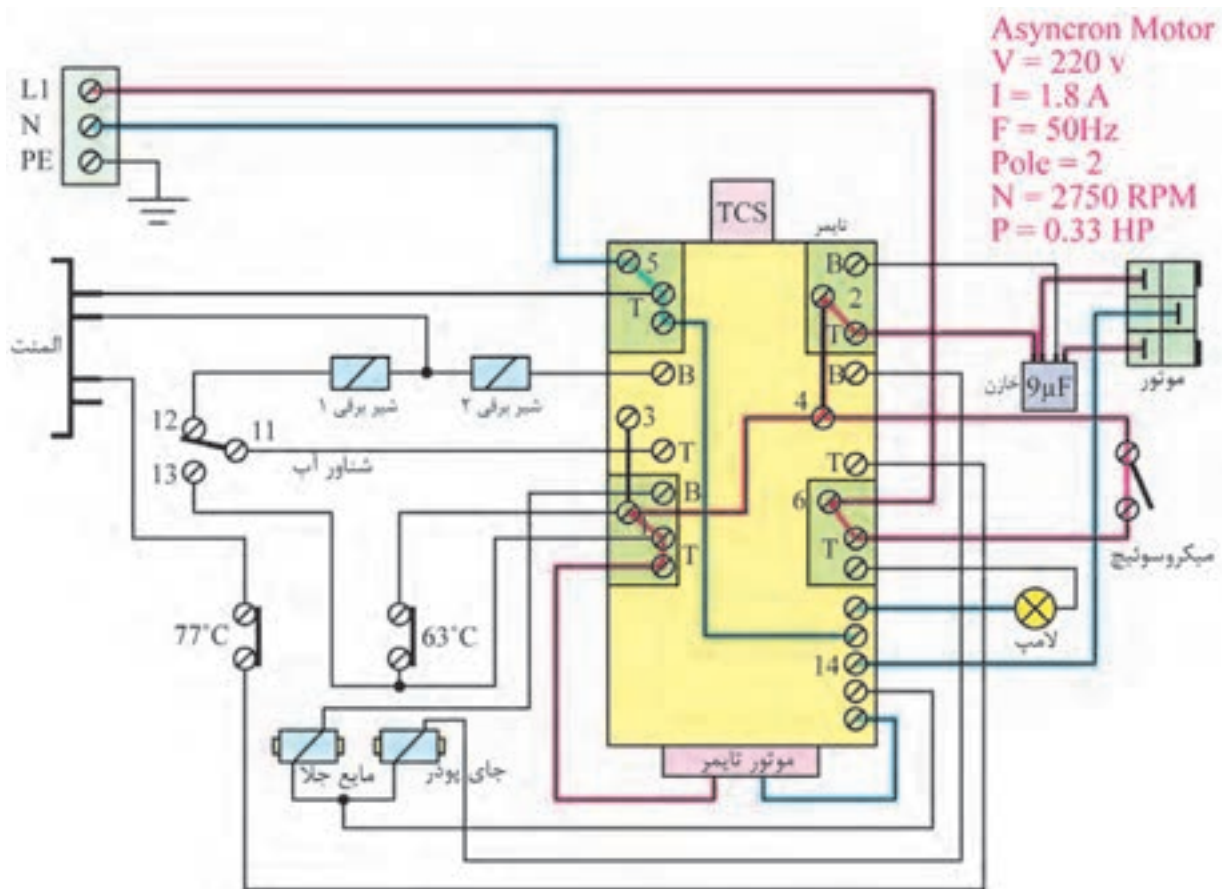 Asyncron Motor
V = 220 v
I = 1.8 A
F = 50Hz
Pole = 2
N = 2750 RPM
P = 0.33 HP
L1
N
PE
TCS
تایمر
5
T
B
2
T
B
المنت
شیر برقی ۱
شیر برقی ۲
B
خازن
9µF
موتور
12
11
13
شناور آب
3
4
T
T
B
1
T
6
T
میکروسوئیچ
77°C
63°C
لامپ
14
مایع جلا
جای پودر
موتور تایمر